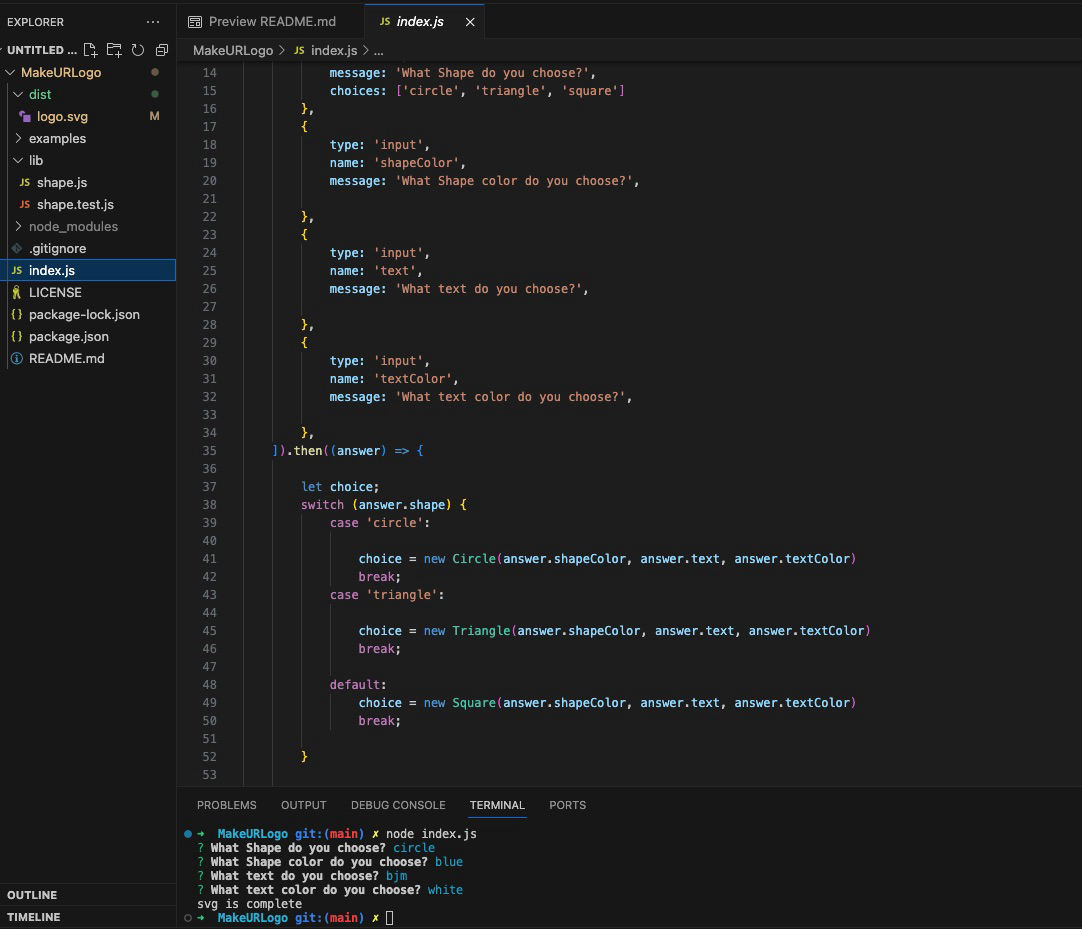 EXPLORER ...
UNTITLED ...
MakeURLogo
dist
logo.svg M
examples
lib
JS shape.js
JS shape.test.js
node_modules
.gitignore
JS index.js
LICENSE
{} package-lock.json
{} package.json
README.md
OUTLINE
TIMELINE
Preview README.md
JS index.js
MakeURLogo > JS index.js > ...
14 message: 'What Shape do you choose?',
15 choices: ['circle', 'triangle', 'square']
16 },
17 {
18 type: 'input',
19 name: 'shapeColor',
20 message: 'What Shape color do you choose?',
21
22 },
23 {
24 type: 'input',
25 name: 'text',
26 message: 'What text do you choose?',
27
28 },
29 {
30 type: 'input',
31 name: 'textColor',
32 message: 'What text color do you choose?',
33
34 },
35 ]).then((answer) => {
36
37 let choice;
38 switch (answer.shape) {
39 case 'circle':
40
41 choice = new Circle(answer.shapeColor, answer.text, answer.textColor)
42 break;
43 case 'triangle':
44
45 choice = new Triangle(answer.shapeColor, answer.text, answer.textColor)
46 break;
47
48 default:
49 choice = new Square(answer.shapeColor, answer.text, answer.textColor)
50 break;
51
52 }
53
PROBLEMS OUTPUT DEBUG CONSOLE TERMINAL PORTS
➜ MakeURLogo git:(main) ✗ node index.js
? What Shape do you choose? circle
? What Shape color do you choose? blue
? What text do you choose? bjm
? What text color do you choose? white
svg is complete
➜ MakeURLogo git:(main) ✗